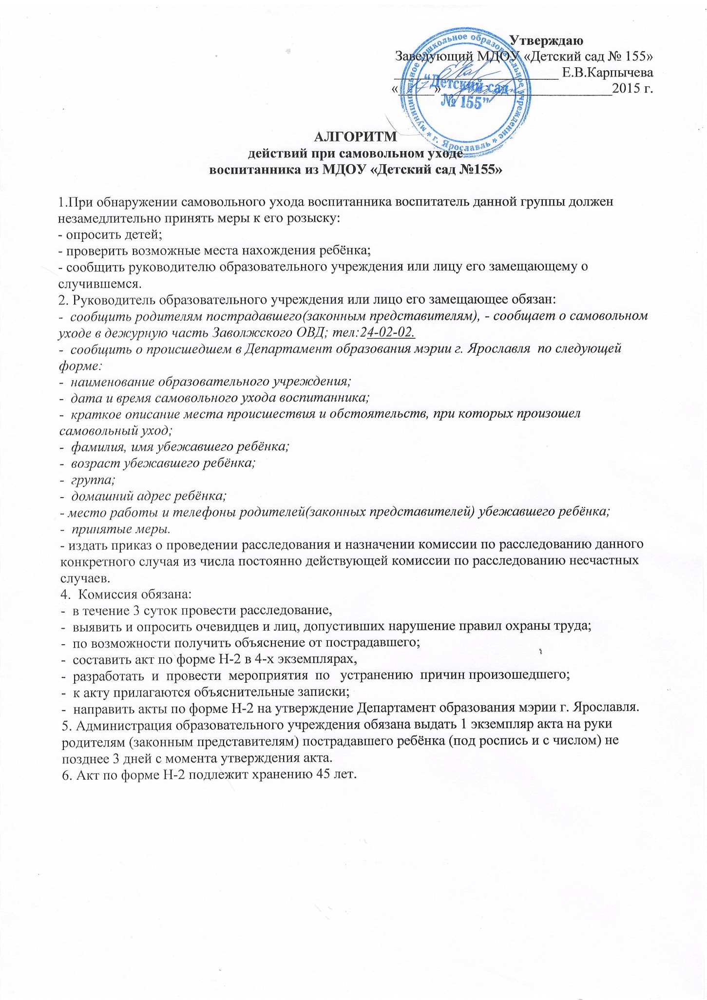 Утверждаю
Заведующий МДОУ «Детский сад № 155»
Е.В.Карпычева
«17» 2015 г.
муниципальное дошкольное образовательное учреждение * г. Ярославль *
“Детский сад
№ 155”
АЛГОРИТМ
действий при самовольном уходе
воспитанника из МДОУ «Детский сад №155»
1.При обнаружении самовольного ухода воспитанника воспитатель данной группы должен
незамедлительно принять меры к его розыску:
- опросить детей;
- проверить возможные места нахождения ребёнка;
- сообщить руководителю образовательного учреждения или лицу его замещающему о
случившемся.
2. Руководитель образовательного учреждения или лицо его замещающее обязан:
- сообщить родителям пострадавшего(законным представителям), - сообщает о самовольном
уходе в дежурную часть Заволжского ОВД; тел:24-02-02.
- сообщить о происшедшем в Департамент образования мэрии г. Ярославля по следующей
форме:
- наименование образовательного учреждения;
- дата и время самовольного ухода воспитанника;
- краткое описание места происшествия и обстоятельств, при которых произошел
самовольный уход;
- фамилия, имя убежавшего ребёнка;
- возраст убежавшего ребёнка;
- группа;
- домашний адрес ребёнка;
- место работы и телефоны родителей(законных представителей) убежавшего ребёнка;
- принятые меры.
- издать приказ о проведении расследования и назначении комиссии по расследованию данного
конкретного случая из числа постоянно действующей комиссии по расследованию несчастных
случаев.
4. Комиссия обязана:
- в течение 3 суток провести расследование,
- выявить и опросить очевидцев и лиц, допустивших нарушение правил охраны труда;
- по возможности получить объяснение от пострадавшего;
- составить акт по форме Н-2 в 4-х экземплярах,
- разработать и провести мероприятия по устранению причин произошедшего;
- к акту прилагаются объяснительные записки;
- направить акты по форме Н-2 на утверждение Департамент образования мэрии г. Ярославля.
5. Администрация образовательного учреждения обязана выдать 1 экземпляр акта на руки
родителям (законным представителям) пострадавшего ребёнка (под роспись и с числом) не
позднее 3 дней с момента утверждения акта.
6. Акт по форме Н-2 подлежит хранению 45 лет.